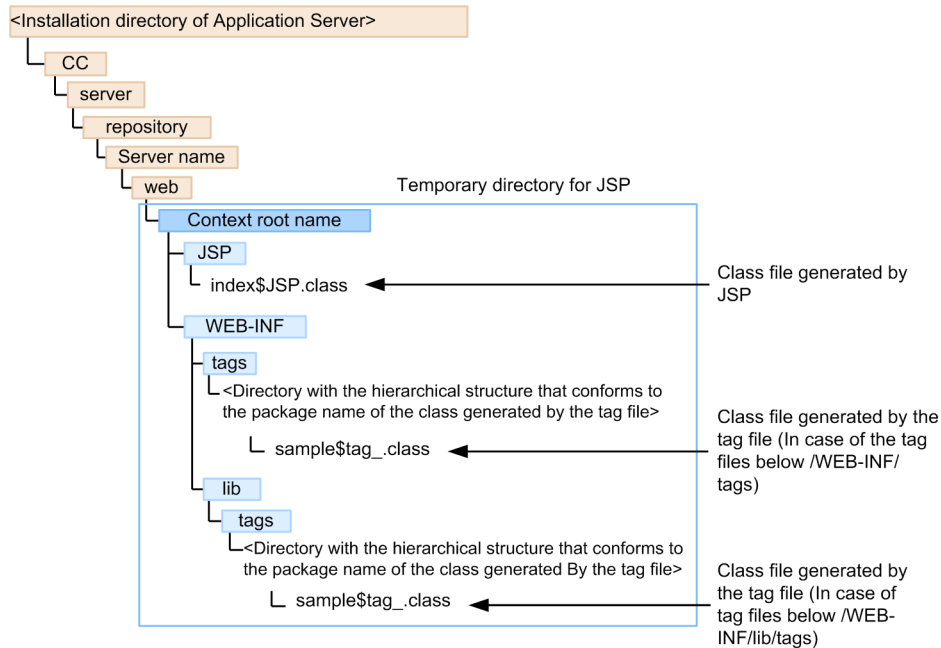 <Installation directory of Application Server>
CC
server
repository
Server name
web
Temporary directory for JSP
Context root name
JSP
index$JSP.class
Class file generated by
JSP
WEB-INF
tags
<Directory with the hierarchical structure that conforms to
the package name of the class generated by the tag file>
sample$tag_.class
Class file generated by the
tag file (In case of the tag
files below /WEB-INF/
tags)
lib
tags
<Directory with the hierarchical structure that conforms to
the package name of the class generated By the tag file>
sample$tag_.class
Class file generated by
the tag file (In case of
tag files below /WEB-
INF/lib/tags)